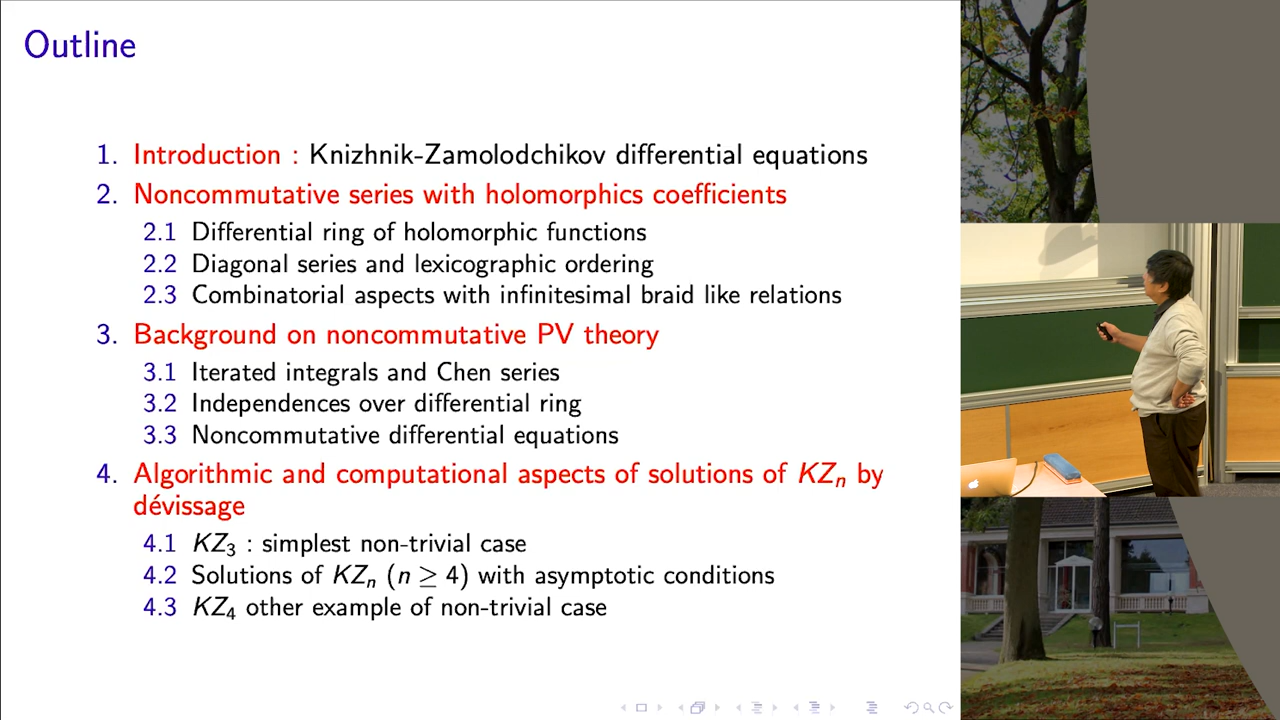 Outline
1. Introduction : Knizhnik-Zamolodchikov differential equations
2. Noncommutative series with holomorphics coefficients
2.1 Differential ring of holomorphic functions
2.2 Diagonal series and lexicographic ordering
2.3 Combinatorial aspects with infinitesimal braid like relations
3. Background on noncommutative PV theory
3.1 Iterated integrals and Chen series
3.2 Independences over differential ring
3.3 Noncommutative differential equations
4. Algorithmic and computational aspects of solutions of KZₙ by
dévissage
4.1 KZ₃ : simplest non-trivial case
4.2 Solutions of KZₙ (n ≥ 4) with asymptotic conditions
4.3 KZ₄ other example of non-trivial case